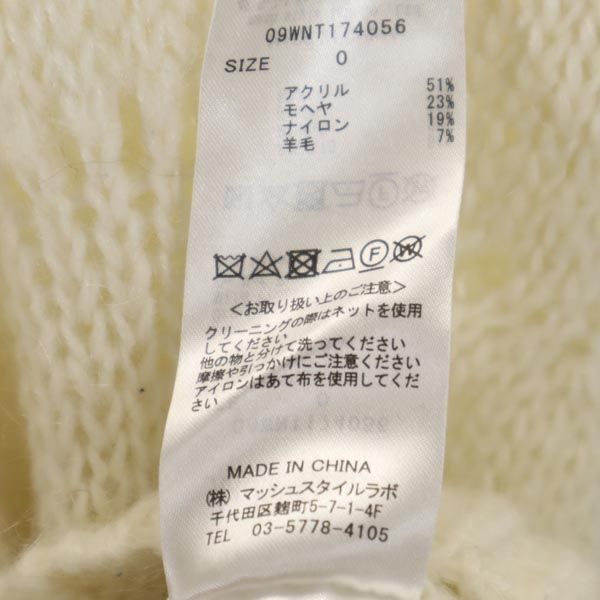 09WNT174056
SIZE 0
アクリル 51%
モヘヤ 23%
ナイロン 19%
羊毛 7%
F W
<お取り扱い上のご注意>
クリーニングの際はネットを使用
してください
他の物と分けて洗ってください
摩擦や引っかけにご注意ください
アイロンはあて布を使用してくだ
さい
MADE IN CHINA
(株) マッシュスタイルラボ
千代田区麹町5-7-1-4F
TEL 03-5778-4105